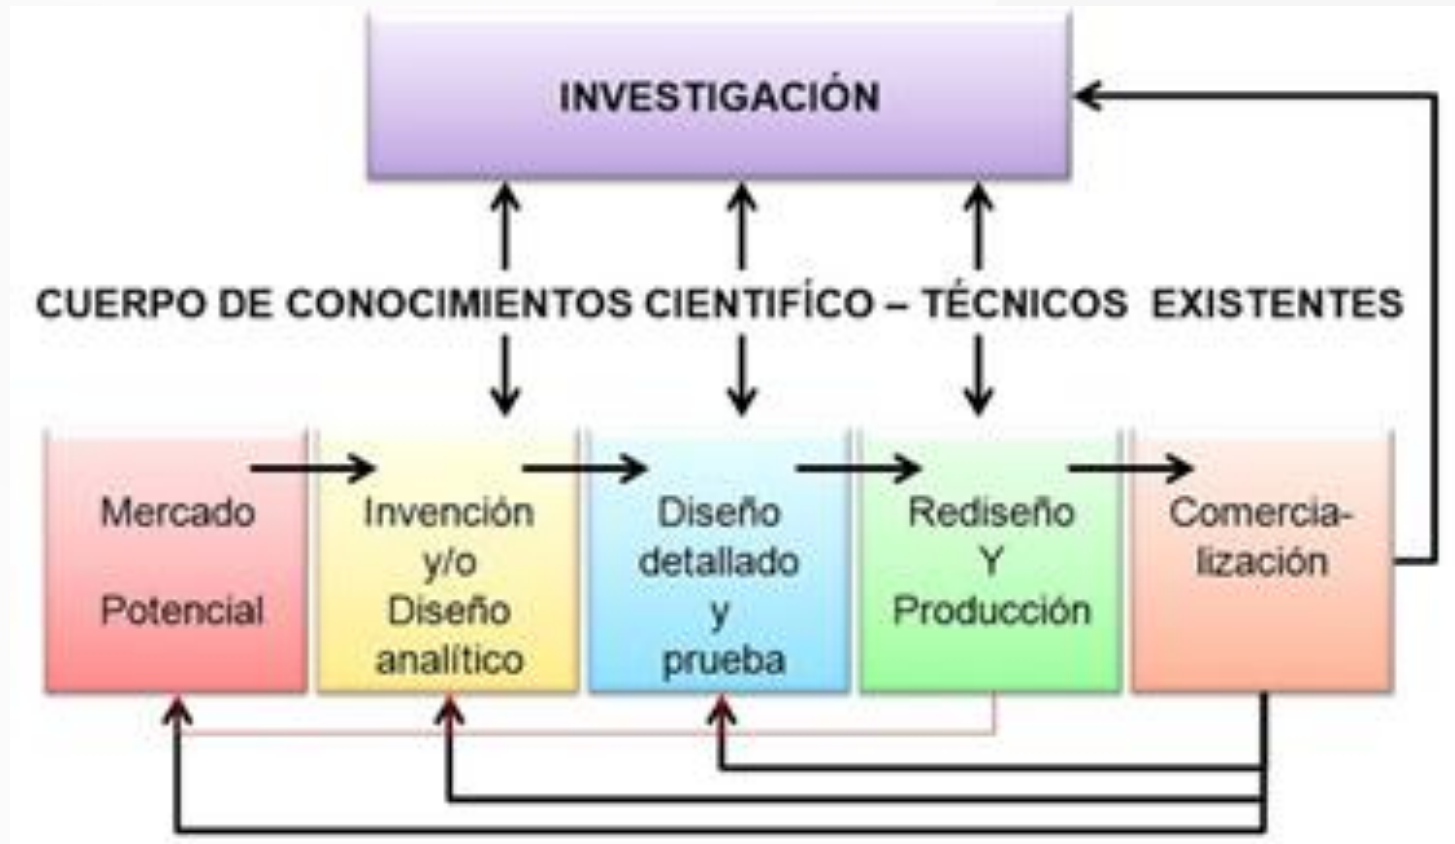 INVESTIGACIÓN
CUERPO DE CONOCIMIENTOS CIENTIFÍCO – TÉCNICOS EXISTENTES
Mercado
Potencial
Invención
y/o
Diseño
analítico
Diseño
detallado
y
prueba
Rediseño
Y
Producción
Comercia-
lización